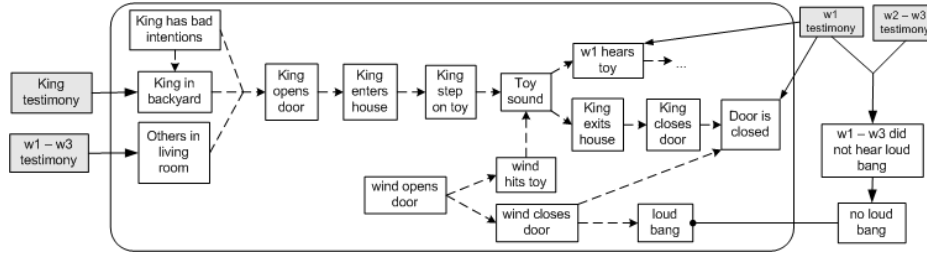 King has bad
intentions
King
testimony
King in
backyard
w1 – w3
testimony
Others in
living
room
King
opens
door
King
enters
house
King
step
on toy
Toy
sound
w1 hears
toy
...
King
exits
house
King
closes
door
Door is
closed
wind opens
door
wind
hits toy
wind closes
door
loud
bang
w1
testimony
w2 – w3
testimony
w1 – w3 did
not hear loud
bang
no loud
bang